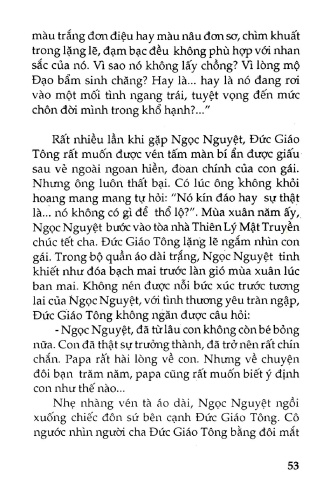 màu trắng đơn điệu hay màu nâu đơn sơ, chìm khuất
trong lặng lẽ, đạm bạc đều không phù hợp với nhan
sắc của nó. Vì sao nó không lấy chồng? Vì lòng mộ
Đạo bẩm sinh chăng? Hay là... hay là nó đang rơi
vào một mối tình ngang trái, tuyệt vọng đến mức
chôn đời mình trong khổ hạnh?..."
Rất nhiều lần khi gặp Ngọc Nguyệt, Đức Giáo
Tông rất muốn được vén tấm màn bí ẩn được giấu
sau vẻ ngoài ngoan hiền, đoan chính của con gái.
Nhưng ông luôn thất bại. Có lúc ông không khỏi
hoang mang mang tự hỏi: "Nó kín đáo hay sự thật
là... nó không có gì để thổ lộ?". Mùa xuân năm ấy,
Ngọc Nguyệt bước vào tòa nhà Thiên Lý Mật Truyền
chúc tết cha. Đức Giáo Tông lặng lẽ ngắm nhìn con
gái. Trong bộ quần áo dài trắng, Ngọc Nguyệt tinh
khiết như đóa bạch mai trước làn gió mùa xuân lúc
ban mai. Không nén được nỗi bức xúc trước tương
lai của Ngọc Nguyệt, với tình thương yêu tràn ngập,
Đức Giáo Tông không ngăn được câu hỏi:
- Ngọc Nguyệt, đã từ lâu con không còn bé bỏng
nữa. Con đã thật sự trưởng thành, đã trở nên rất chín
chắn. Papa rất hài lòng về con. Nhưng về chuyện
đôi bạn trăm năm, papa cũng rất muốn biết ý định
con như thế nào...
Nhẹ nhàng vén tà áo dài, Ngọc Nguyệt ngồi
xuống chiếc đôn sứ bên cạnh Đức Giáo Tông. Cô
ngước nhìn người cha Đức Giáo Tông bằng đôi mắt
53